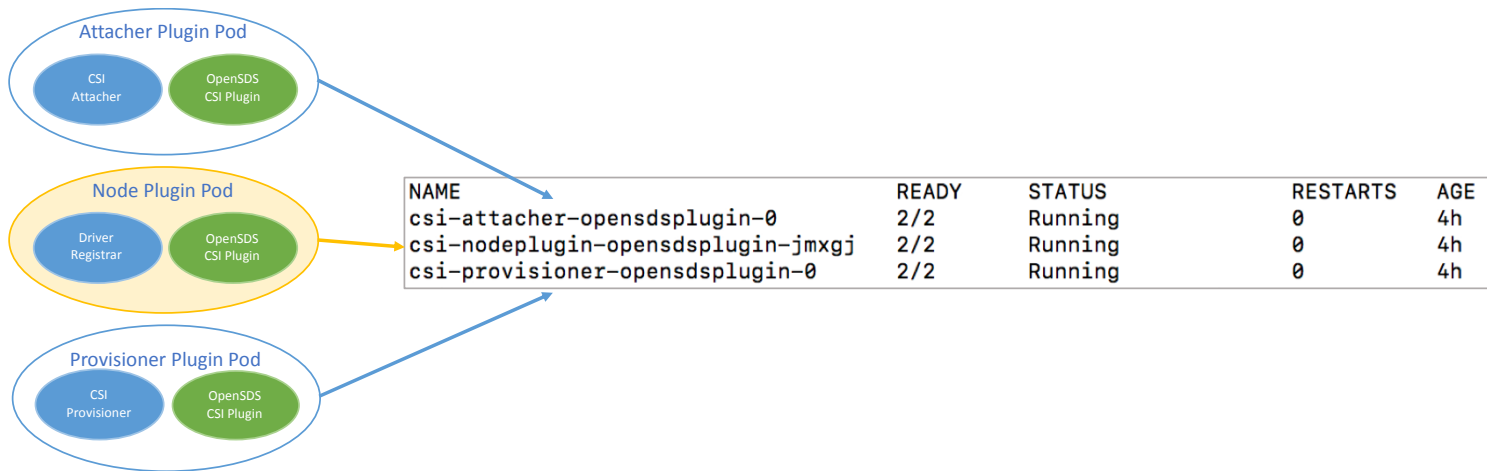 Attacher Plugin Pod
CSI
Attacher
OpenSDS
CSI Plugin
Node Plugin Pod
Driver
Registrar
OpenSDS
CSI Plugin
Provisioner Plugin Pod
CSI
Provisioner
OpenSDS
CSI Plugin
NAME READY STATUS RESTARTS AGE
csi-attacher-opensdsplugin-0 2/2 Running 0 4h
csi-nodeplugin-opensdsplugin-jmxgj 2/2 Running 0 4h
csi-provisioner-opensdsplugin-0 2/2 Running 0 4h